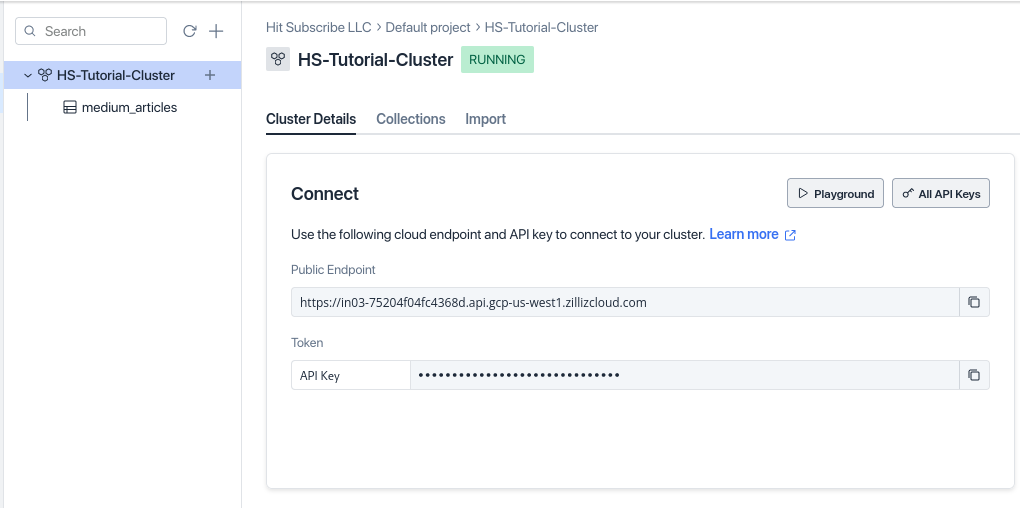 Search
HS-Tutorial-Cluster
medium_articles
Hit Subscribe LLC > Default project > HS-Tutorial-Cluster
HS-Tutorial-Cluster RUNNING
Cluster Details Collections Import
Connect
Playground
All API Keys
Use the following cloud endpoint and API key to connect to your cluster. Learn more
Public Endpoint
https://in03-75204f04fc4368d.api.gcp-us-west1.zillizcloud.com
Token
API Key ••••••••••••••••••••••••••••••